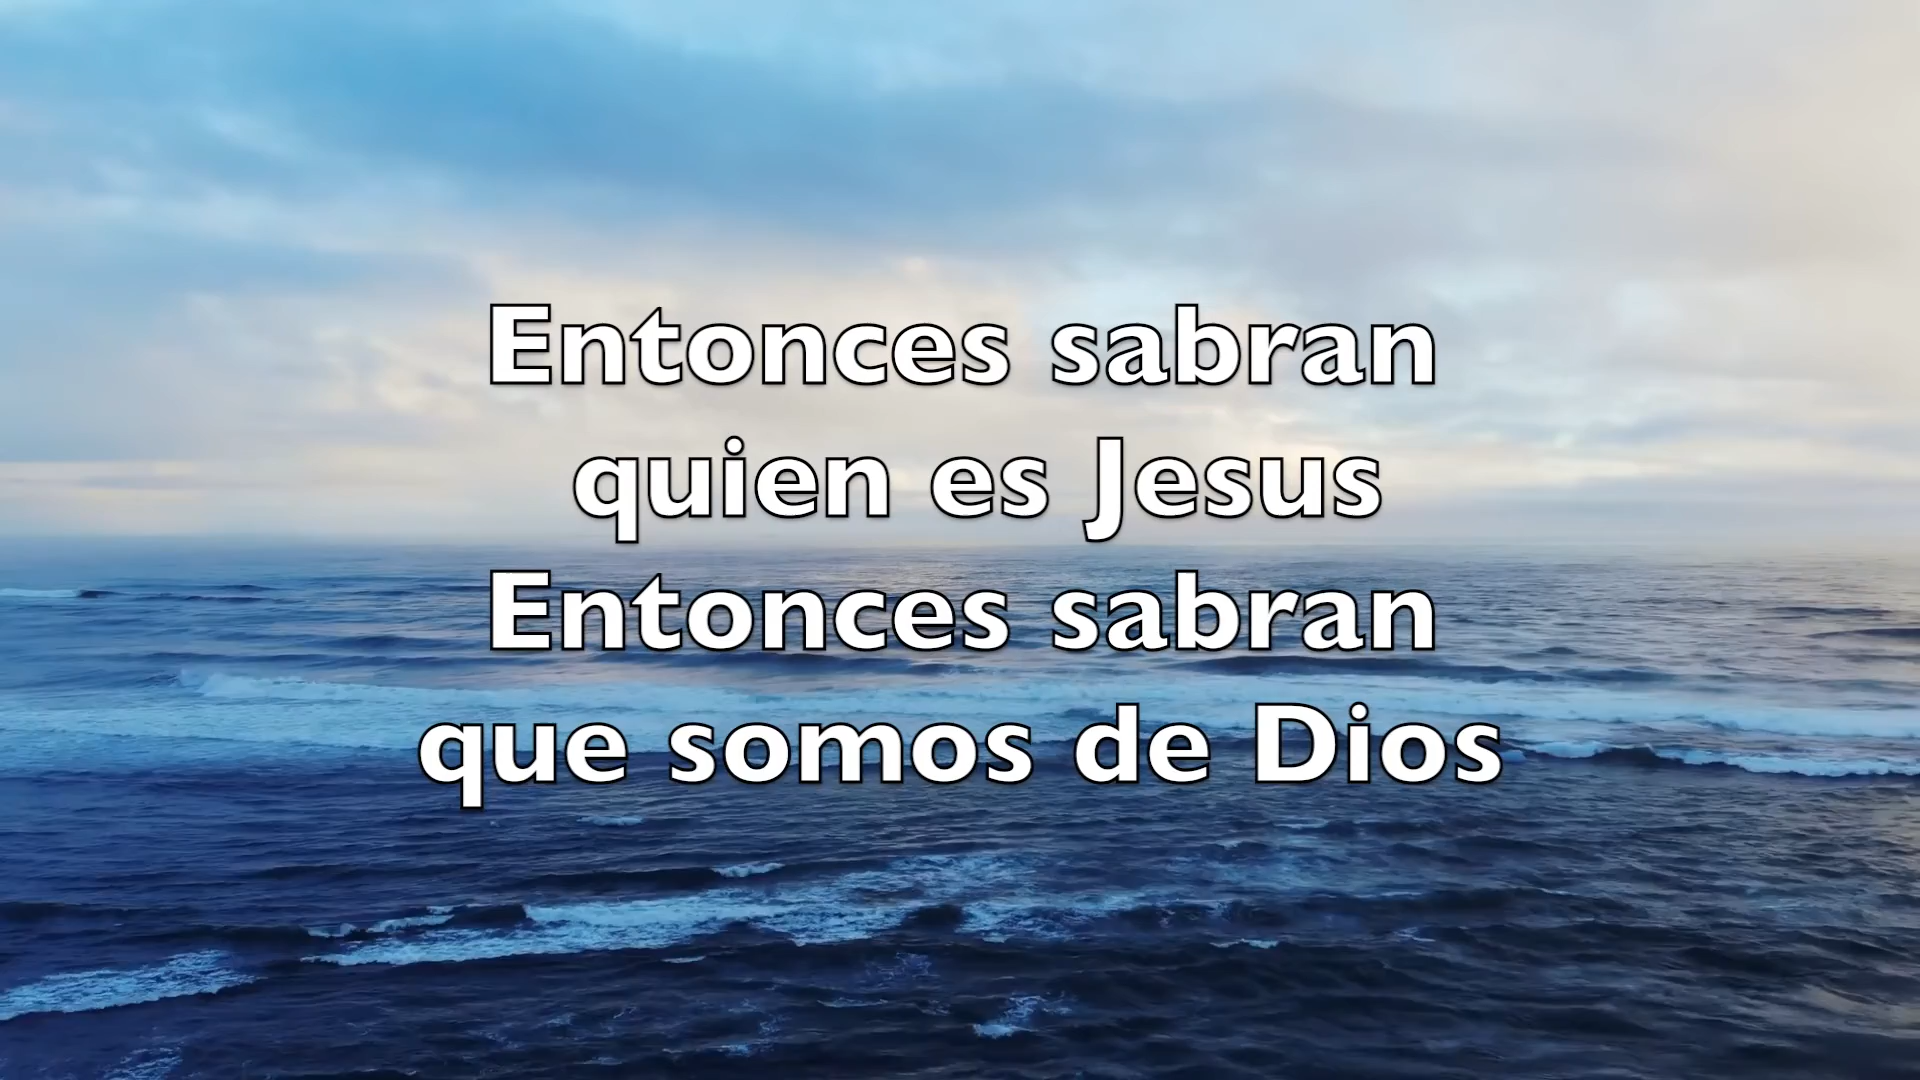 Entonces sabran
quien es Jesus
Entonces sabran
que somos de Dios